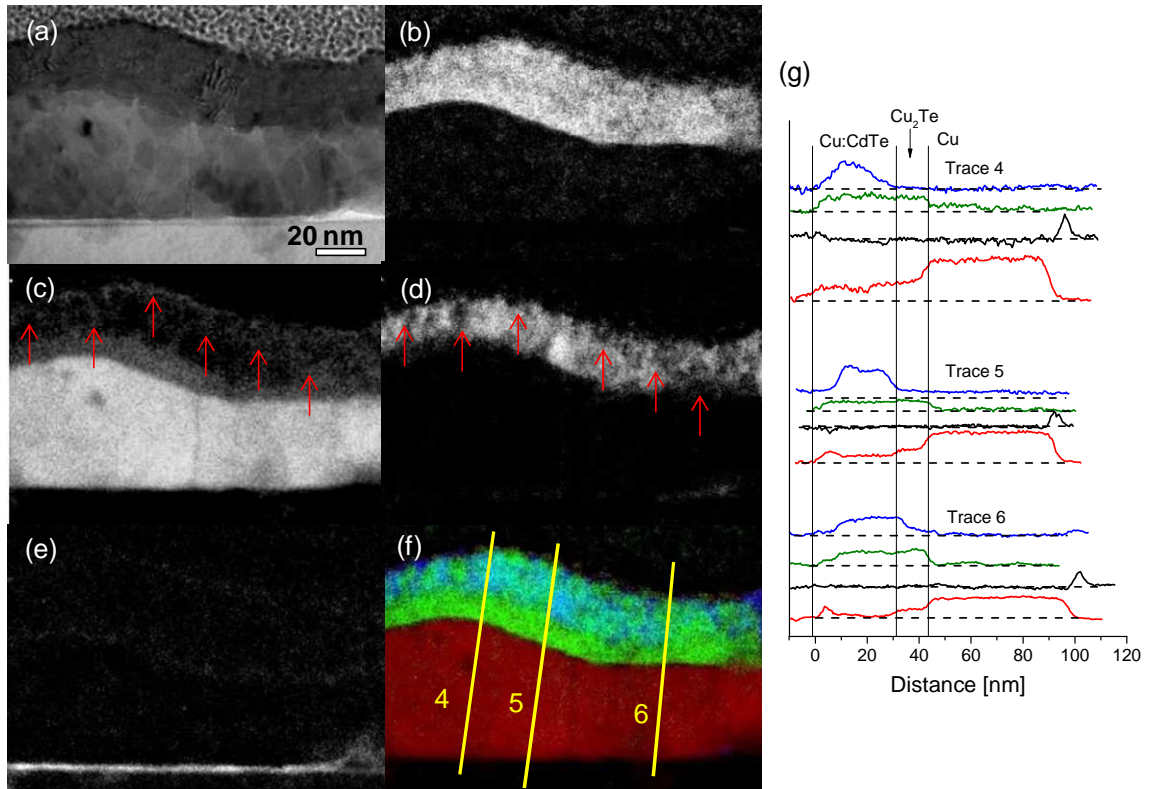 (a)
20 nm
(b)
(c)
(d)
(e)
(f)
4
5
6
(g)
Cu₂Te
Cu:CdTe
Cu
Trace 4
Trace 5
Trace 6
0 20 40 60 80 100 120
Distance [nm]